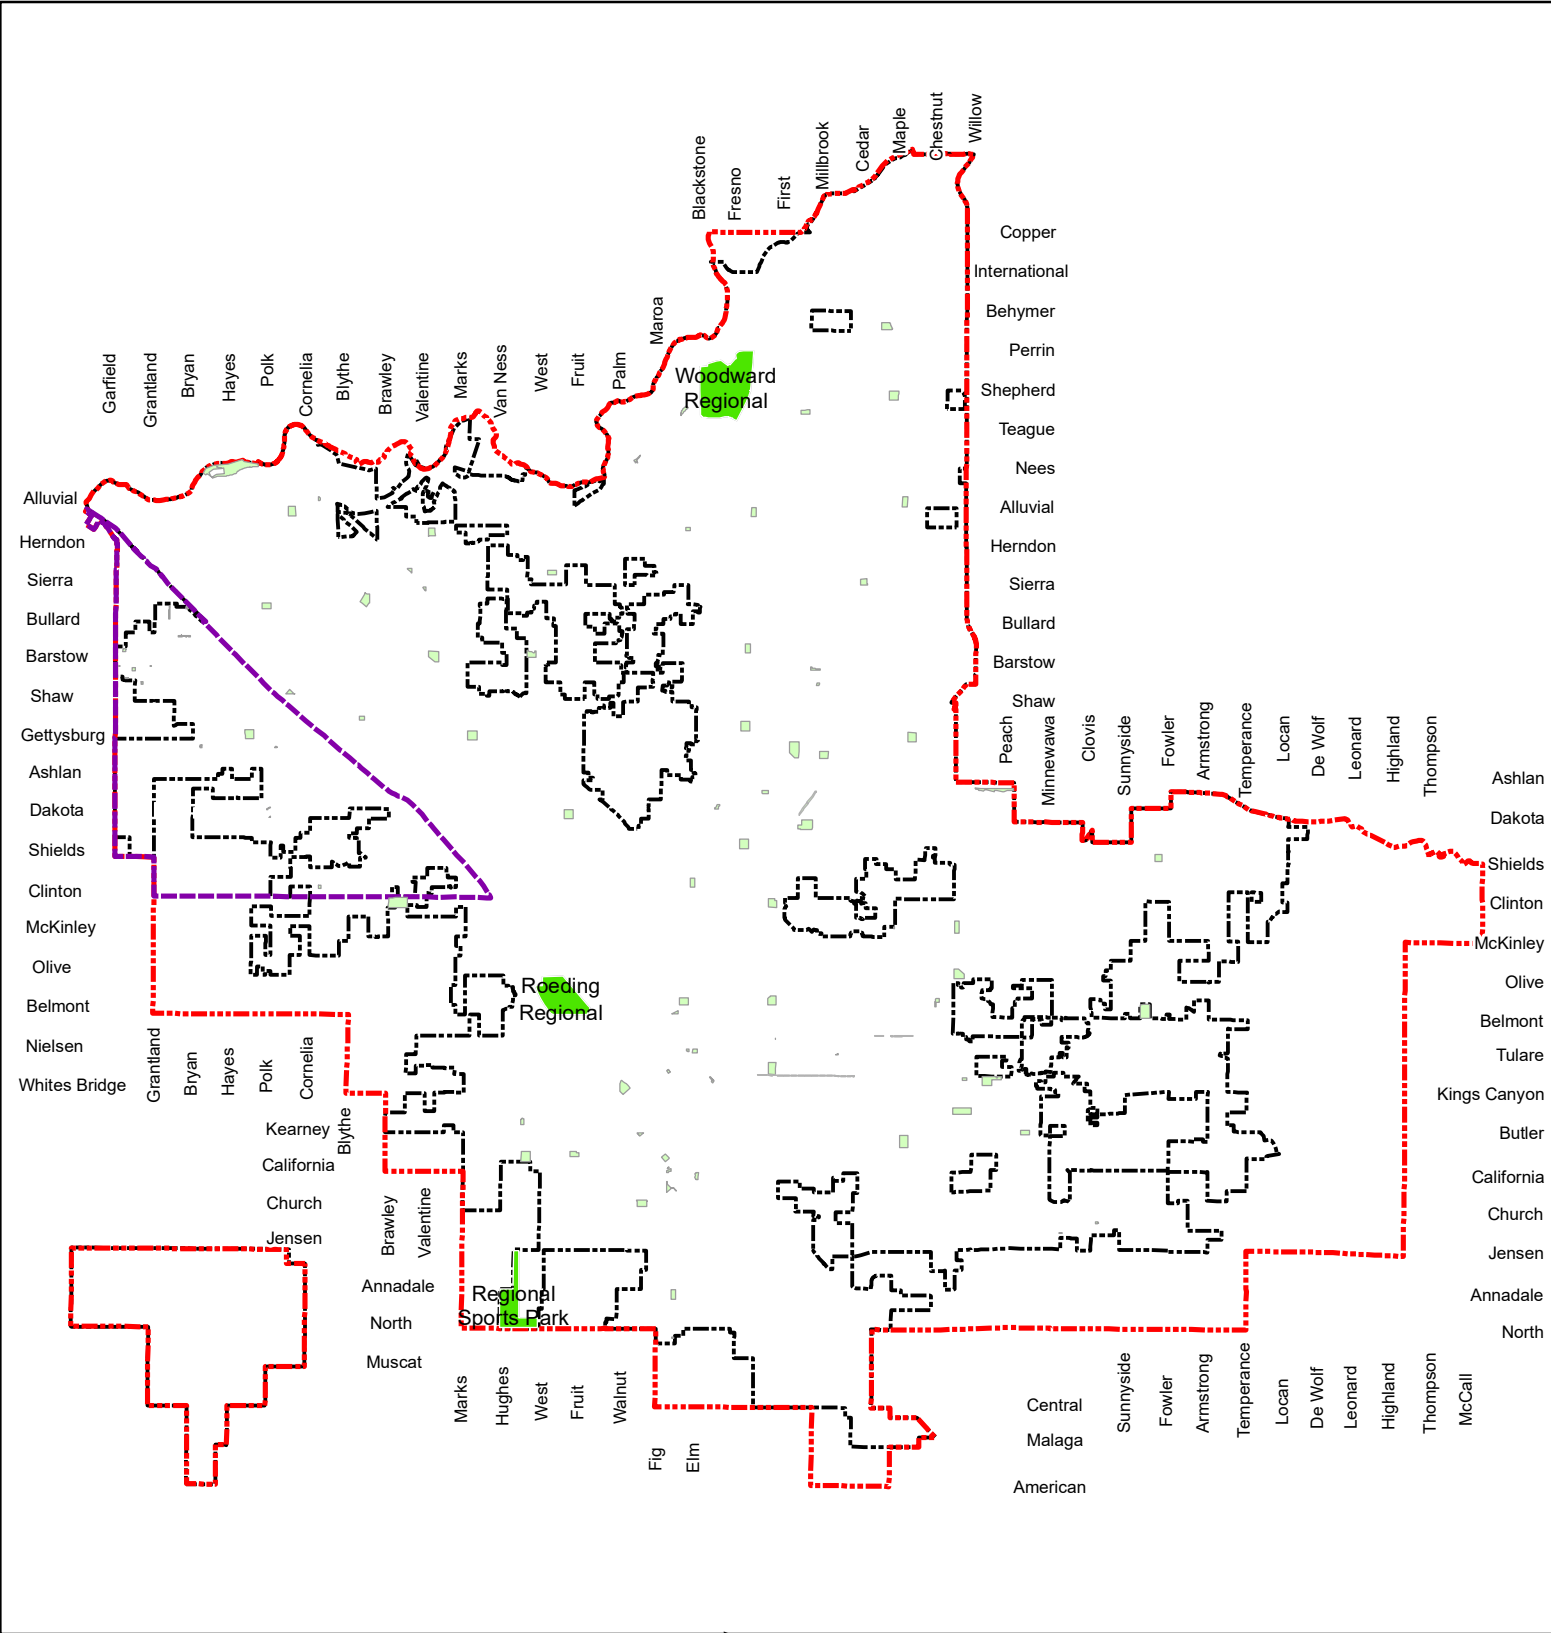 Blackstone
Fresno
First
Millbrook
Cedar
Maple
Chestnut
Willow
Copper
International
Behymer
Perrin
Shepherd
Teague
Nees
Alluvial
Herndon
Sierra
Bullard
Barstow
Shaw
Garfield
Grantland
Bryan
Hayes
Polk
Cornelia
Blythe
Brawley
Valentine
Marks
Van Ness
West
Fruit
Palm
Maroa
Woodward
Regional
Alluvial
Herndon
Sierra
Bullard
Barstow
Shaw
Gettysburg
Ashlan
Dakota
Shields
Clinton
McKinley
Olive
Belmont
Nielsen
Whites Bridge
Peach
Minnewawa
Clovis
Sunnyside
Fowler
Armstrong
Temperance
Locan
De Wolf
Leonard
Highland
Thompson
Ashlan
Dakota
Shields
Clinton
McKinley
Olive
Belmont
Tulare
Kings Canyon
Butler
California
Church
Jensen
Annadale
North
Roeding
Regional
Grantland
Bryan
Hayes
Polk
Cornelia
Blythe
Kearney
California
Church
Jensen
Brawley
Valentine
Annadale
North
Muscat
Regional
Sports Park
Marks
Hughes
West
Fruit
Walnut
Fig
Elm
Central
Malaga
American
Sunnyside
Fowler
Armstrong
Temperance
Locan
De Wolf
Leonard
Highland
Thompson
McCall